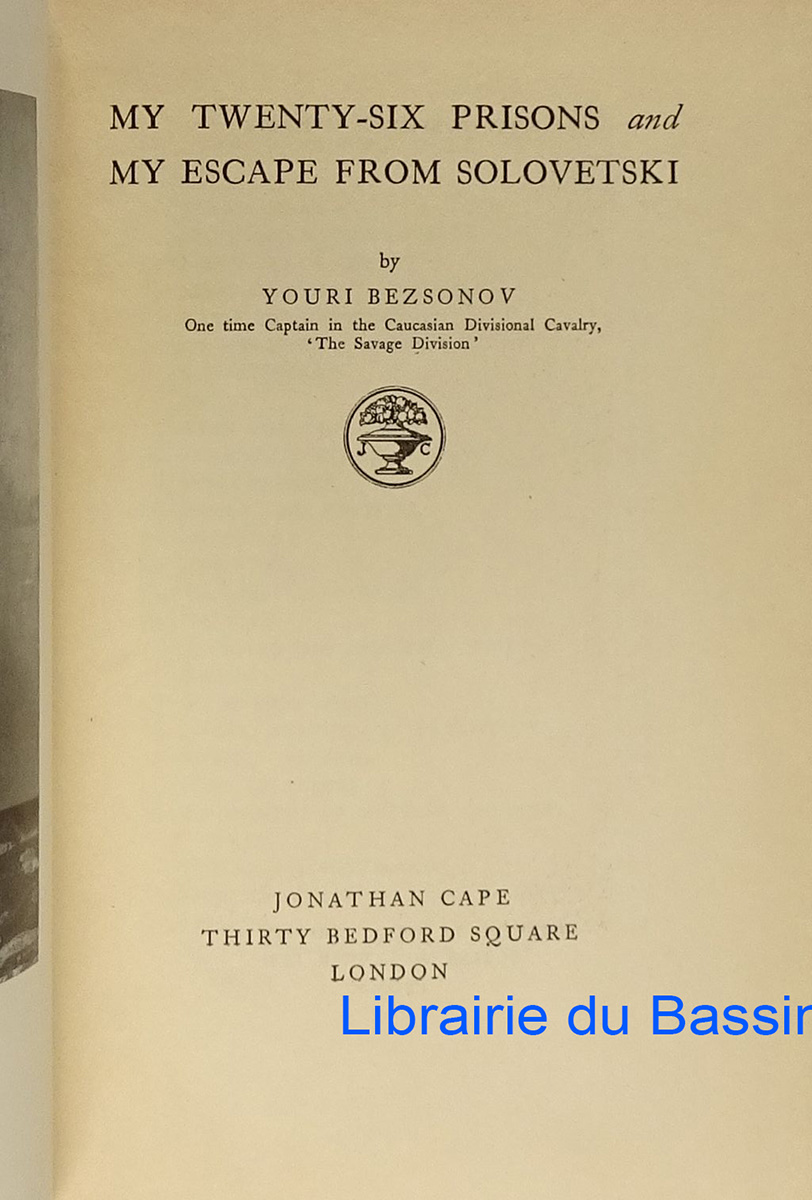 MY TWENTY-SIX PRISONS and
MY ESCAPE FROM SOLOVETSKI
by
YOURI BEZSONOV
One time Captain in the Caucasian Divisional Cavalry,
‘The Savage Division’
J C
JONATHAN CAPE
THIRTY BEDFORD SQUARE
LONDON
Librairie du Bassin